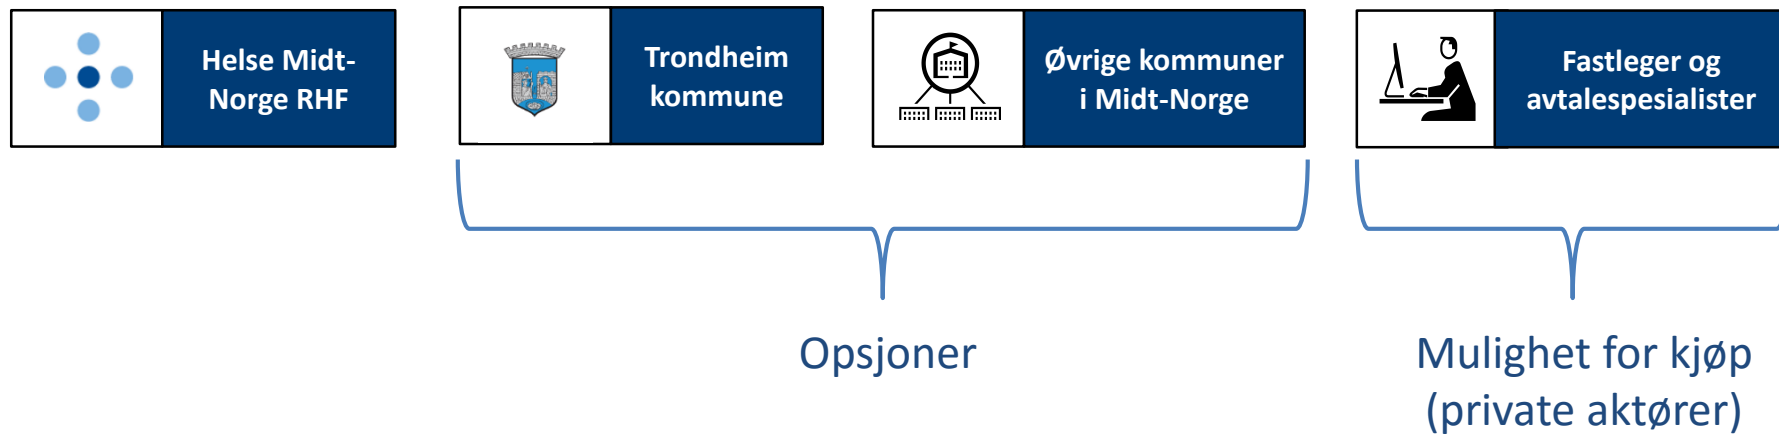 Helse Midt-
Norge RHF
Trondheim
kommune
Øvrige kommuner
i Midt-Norge
Fastleger og
avtalespesialister
Opsjoner
Mulighet for kjøp
(private aktører)